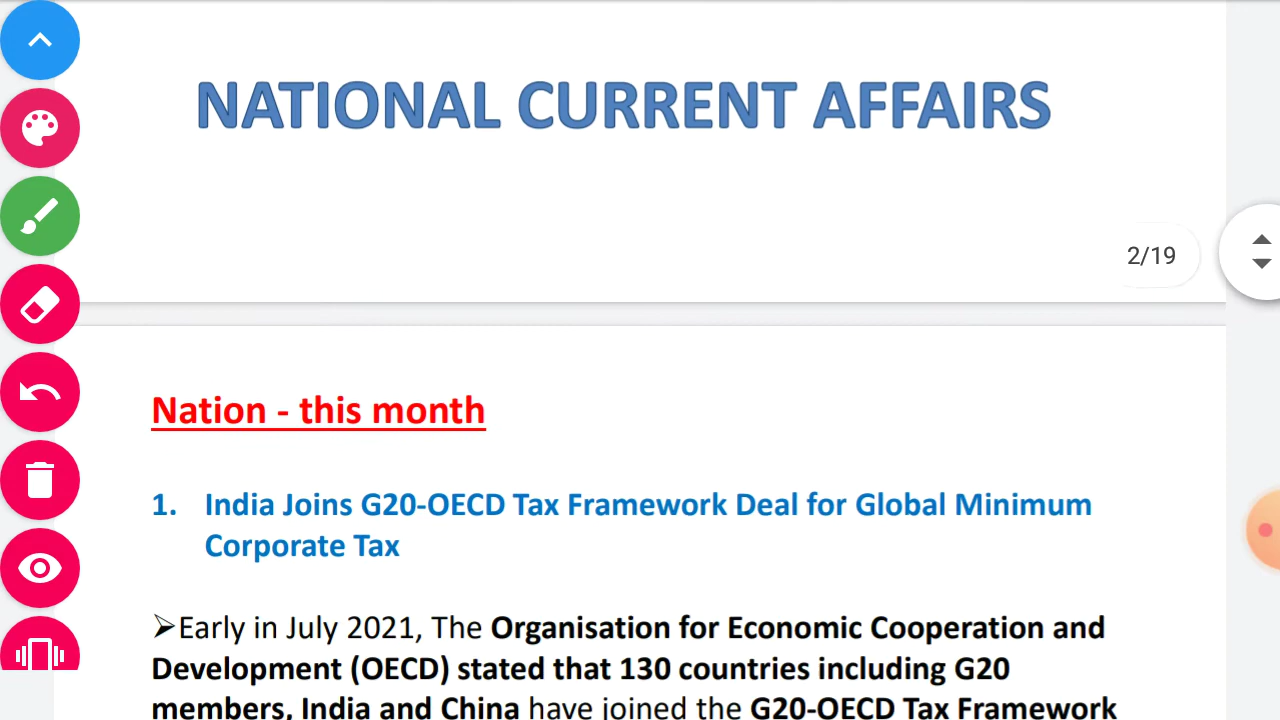 NATIONAL CURRENT AFFAIRS
2/19
Nation - this month
1. India Joins G20-OECD Tax Framework Deal for Global Minimum
Corporate Tax
➢Early in July 2021, The Organisation for Economic Cooperation and
Development (OECD) stated that 130 countries including G20
members, India and China have joined the G20-OECD Tax Framework